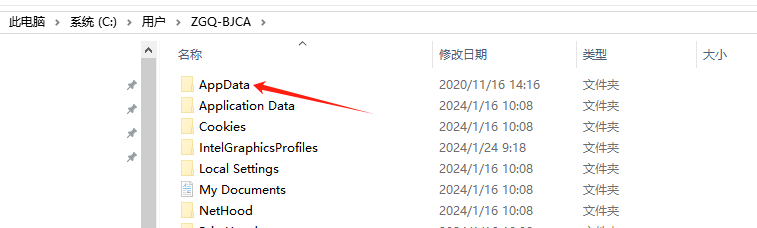 此电脑 › 系统 (C:) › 用户 › ZGQ-BJCA ›
名称 修改日期 类型 大小
AppData 2020/11/16 14:16 文件夹
Application Data 2024/1/16 10:08 文件夹
Cookies 2024/1/16 10:08 文件夹
IntelGraphicsProfiles 2024/1/24 9:18 文件夹
Local Settings 2024/1/16 10:08 文件夹
My Documents 2024/1/16 10:08 文件夹
NetHood 2024/1/16 10:08 文件夹